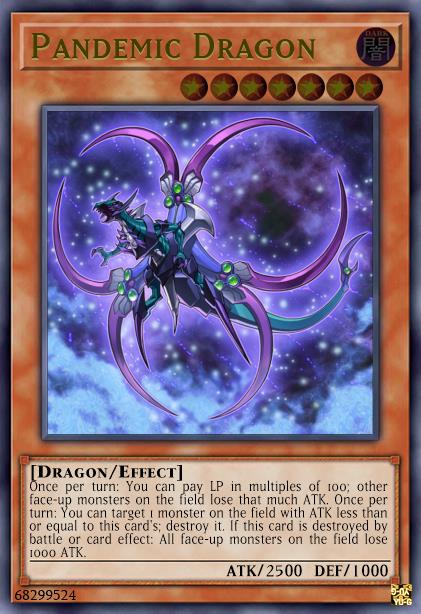 PANDEMIC DRAGON
DARK
闇
[DRAGON/EFFECT]
Once per turn: You can pay LP in multiples of 100; other
face-up monsters on the field lose that much ATK. Once per
turn: You can target 1 monster on the field with ATK less than
or equal to this card's; destroy it. If this card is destroyed by
battle or card effect: All face-up monsters on the field lose
1000 ATK.
ATK/2500 DEF/1000
68299524